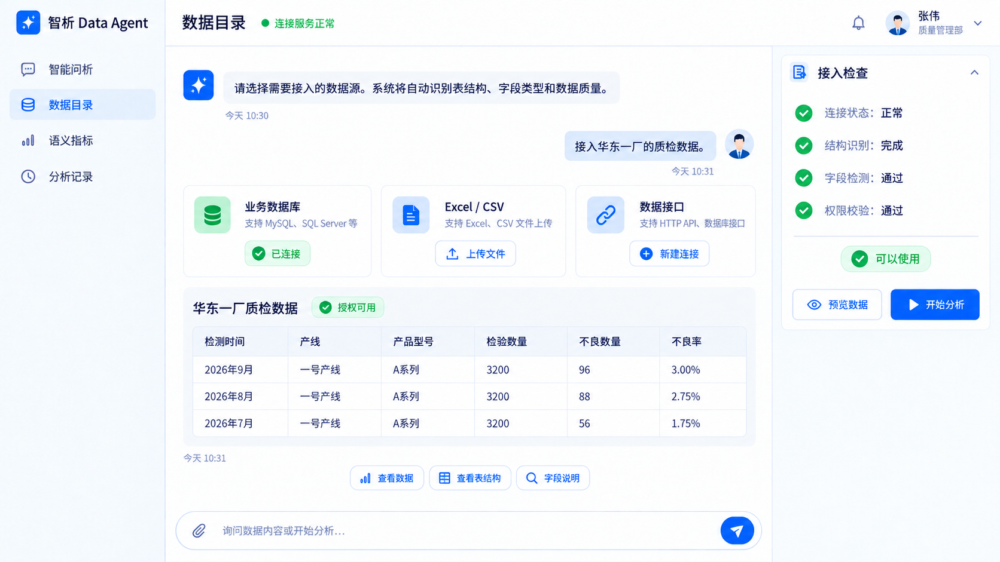 智析 Data Agent
智能问析
数据目录
语义指标
分析记录
数据目录
连接服务正常
张伟
质量管理部
请选择需要接入的数据源。系统将自动识别表结构、字段类型和数据质量。
今天 10:30
接入华东一厂的质检数据。
今天 10:31
业务数据库
支持 MySQL、SQL Server 等
已连接
Excel / CSV
支持 Excel、CSV 文件上传
上传文件
数据接口
支持 HTTP API、数据库接口
新建连接
华东一厂质检数据 授权可用
检测时间 产线 产品型号 检验数量 不良数量 不良率
2026年9月 一号产线 A系列 3200 96 3.00%
2026年8月 一号产线 A系列 3200 88 2.75%
2026年7月 一号产线 A系列 3200 56 1.75%
今天 10:31
查看数据 查看表结构 字段说明
询问数据内容或开始分析…
接入检查
连接状态：正常
结构识别：完成
字段检测：通过
权限校验：通过
可以使用
预览数据 开始分析